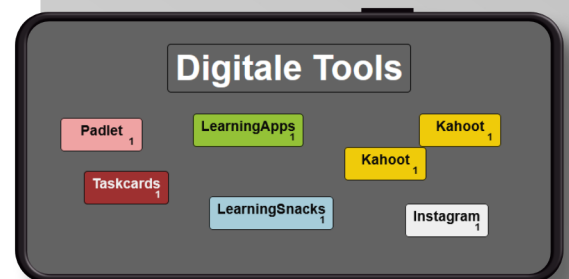 Digitale Tools
Padlet
1
LearningApps
1
Kahoot
1
Kahoot
1
Taskcards
1
LearningSnacks
1
Instagram
1